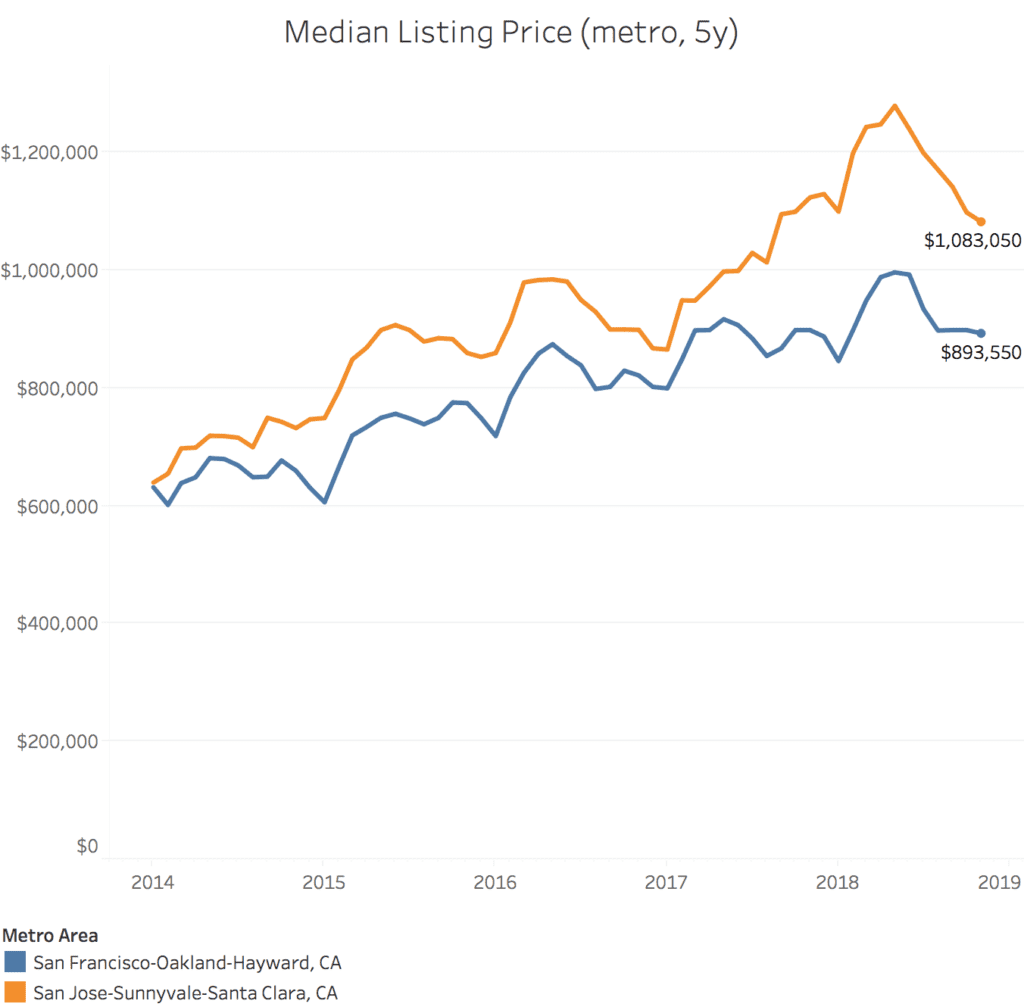 Median Listing Price (metro, 5y)
$1,200,000
$1,083,050
$1,000,000
$893,550
$800,000
$600,000
$400,000
$200,000
$0
2014 2015 2016 2017 2018 2019
Metro Area
San Francisco-Oakland-Hayward, CA
San Jose-Sunnyvale-Santa Clara, CA